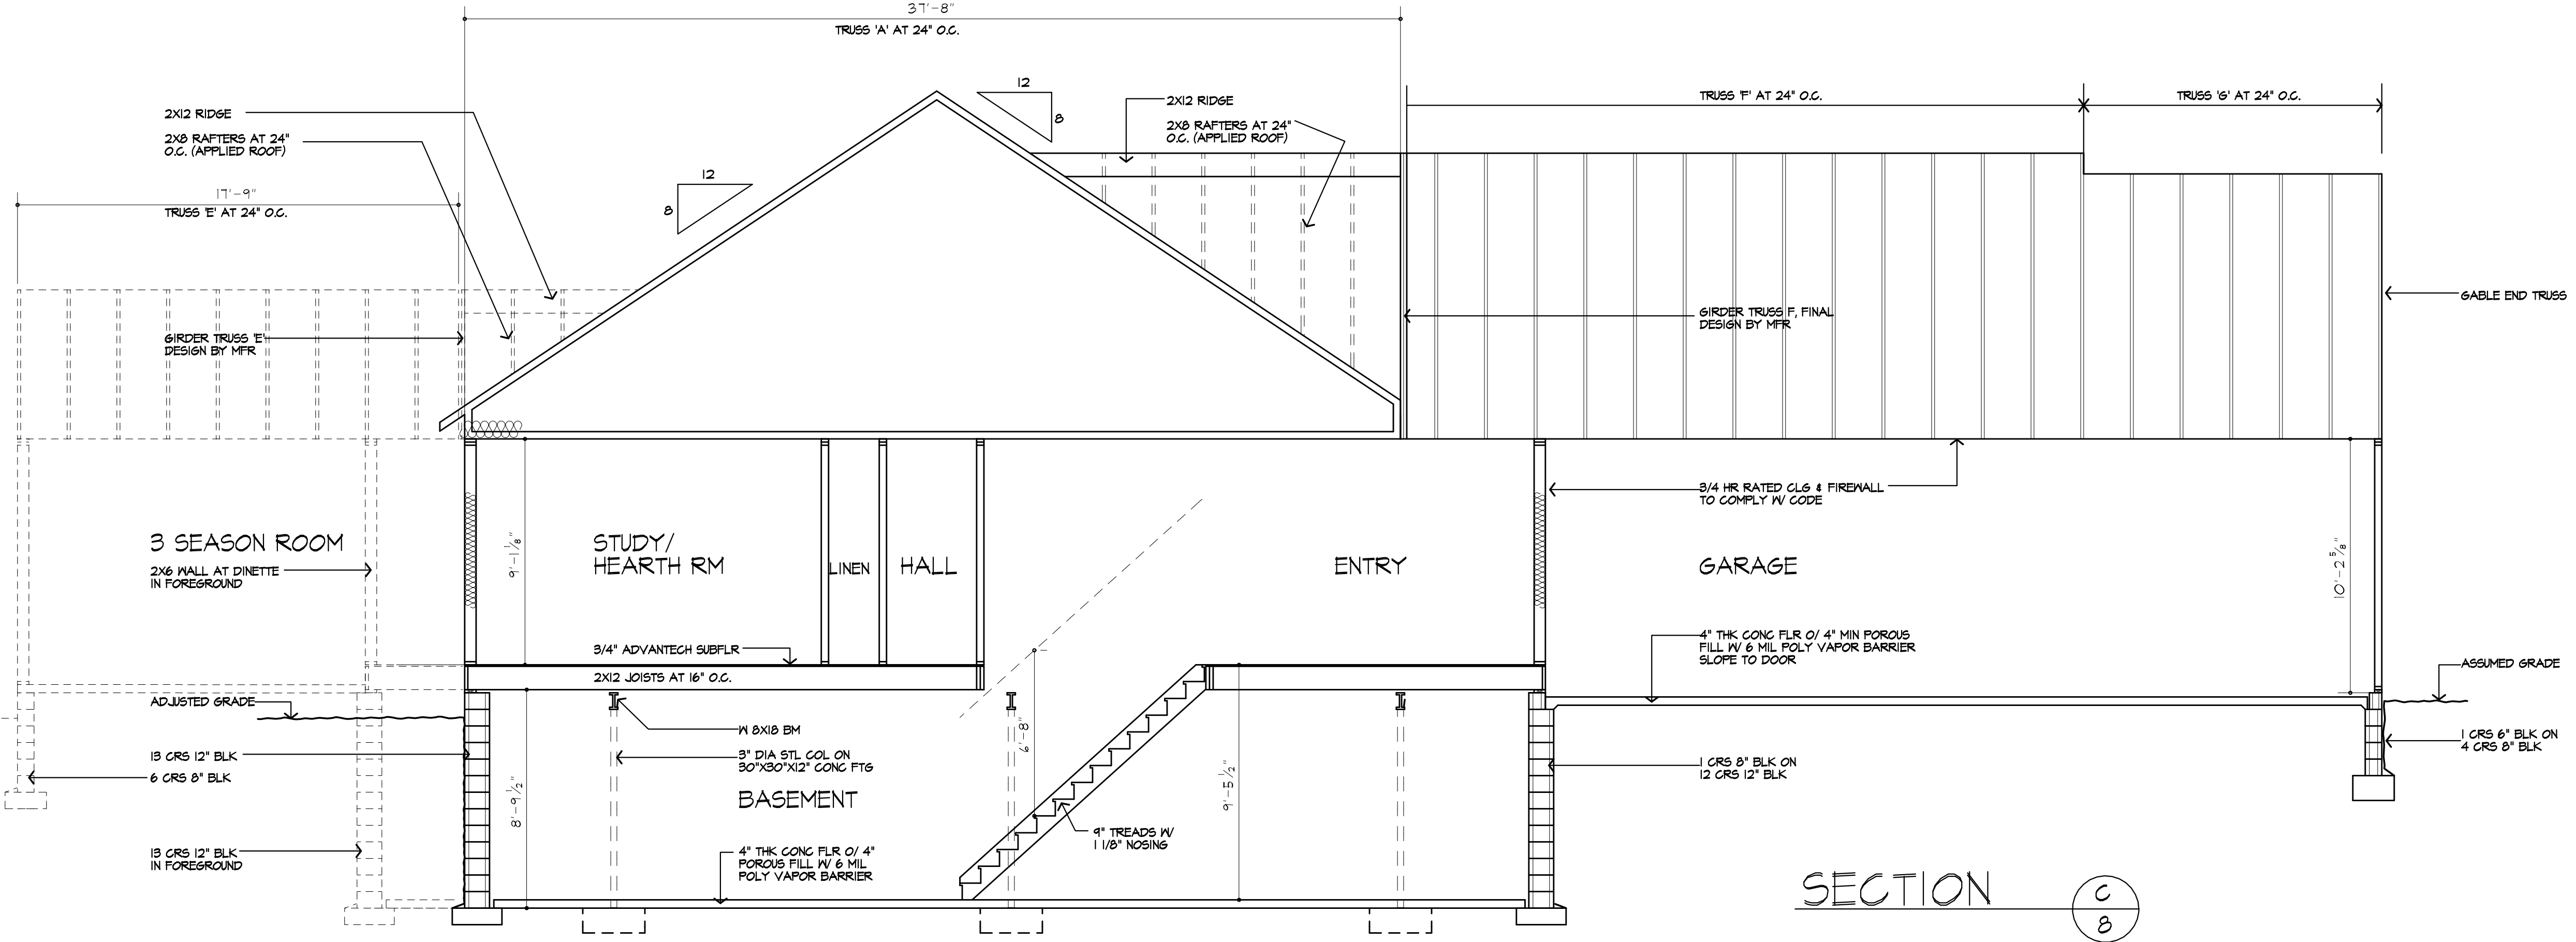 37'-8"
TRUSS 'A' AT 24" O.C.
12
8
2X12 RIDGE
2X8 RAFTERS AT 24"
O.C. (APPLIED ROOF)
TRUSS 'F' AT 24" O.C.
TRUSS 'G' AT 24" O.C.
2X12 RIDGE
2X8 RAFTERS AT 24"
O.C. (APPLIED ROOF)
12
8
17'-9"
TRUSS 'E' AT 24" O.C.
GIRDER TRUSS 'E'
DESIGN BY MFR
GIRDER TRUSS F, FINAL
DESIGN BY MFR
GABLE END TRUSS
3/4 HR RATED CLG & FIREWALL
TO COMPLY W/ CODE
3 SEASON ROOM
2X6 WALL AT DINETTE
IN FOREGROUND
9'-1 1/8"
STUDY/
HEARTH RM
LINEN
HALL
ENTRY
GARAGE
10'-2 5/8"
3/4" ADVANTECH SUBFLR
2X12 JOISTS AT 16" O.C.
4" THK CONC FLR O/ 4" MIN POROUS
FILL W/ 6 MIL POLY VAPOR BARRIER
SLOPE TO DOOR
ASSUMED GRADE
ADJUSTED GRADE
W 8X18 BM
13 CRS 12" BLK
6 CRS 8" BLK
3" DIA STL COL ON
30"X30"X12" CONC FTG
6'-8"
1 CRS 8" BLK ON
12 CRS 12" BLK
1 CRS 6" BLK ON
4 CRS 8" BLK
8'-9 1/2"
BASEMENT
9'-5 1/2"
9" TREADS W/
1 1/8" NOSING
13 CRS 12" BLK
IN FOREGROUND
4" THK CONC FLR O/ 4"
POROUS FILL W/ 6 MIL
POLY VAPOR BARRIER
SECTION
C
8